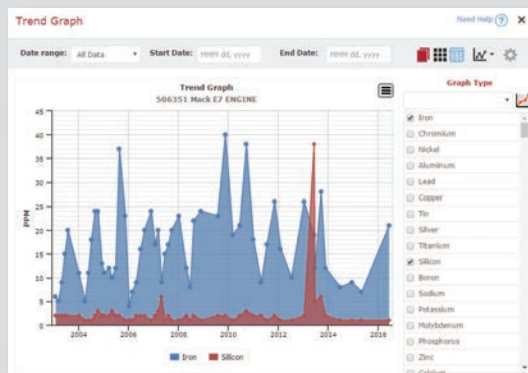 Trend Graph
Need Help ?
Date range: All Data Start Date: MMM dd, yyyy End Date: MMM dd, yyyy
Graph Type
Trend Graph
506351 Mack E7 ENGINE
PPM
45
40
35
30
25
20
15
10
5
0
2004 2006 2008 2010 2012 2014 2016
Iron Silicon
Iron
Chromium
Nickel
Aluminum
Lead
Copper
Tin
Silver
Titanium
Silicon
Boron
Sodium
Potassium
Molybdenum
Phosphorus
Zinc
Calcium